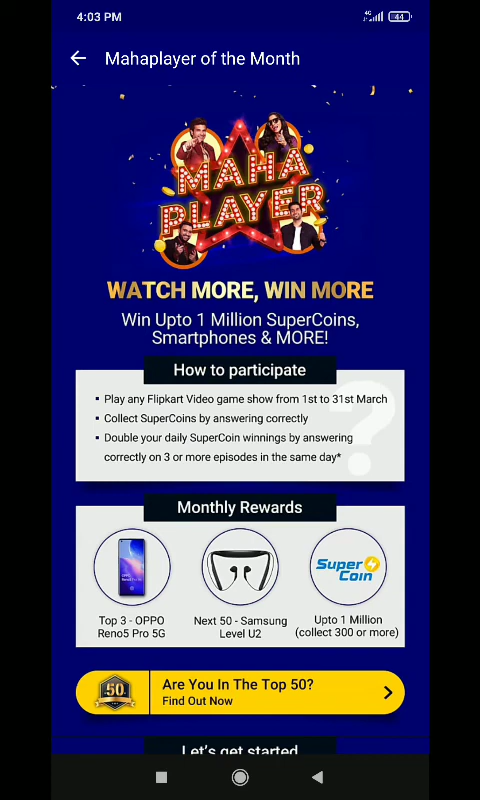 4:03 PM
4G
44
Mahaplayer of the Month
MAHA
PLAYER
WATCH MORE, WIN MORE
Win Upto 1 Million SuperCoins,
Smartphones & MORE!
How to participate
Play any Flipkart Video game show from 1st to 31st March
Collect SuperCoins by answering correctly
Double your daily SuperCoin winnings by answering
correctly on 3 or more episodes in the same day*
Monthly Rewards
Super
Coin
Top 3 - OPPO
Reno5 Pro 5G
Next 50 - Samsung
Level U2
Upto 1 Million
(collect 300 or more)
50
Are You In The Top 50?
Find Out Now
Let's get started